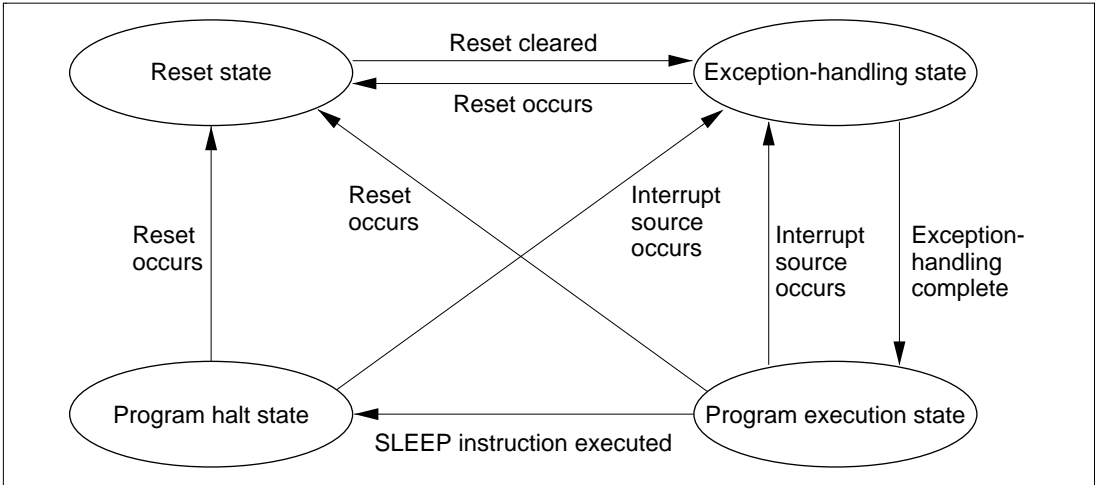 Reset cleared
Reset state
Exception-handling state
Reset occurs
Reset
occurs
Interrupt
source
occurs
Reset
occurs
Interrupt
source
occurs
Exception-
handling
complete
Program halt state
Program execution state
SLEEP instruction executed